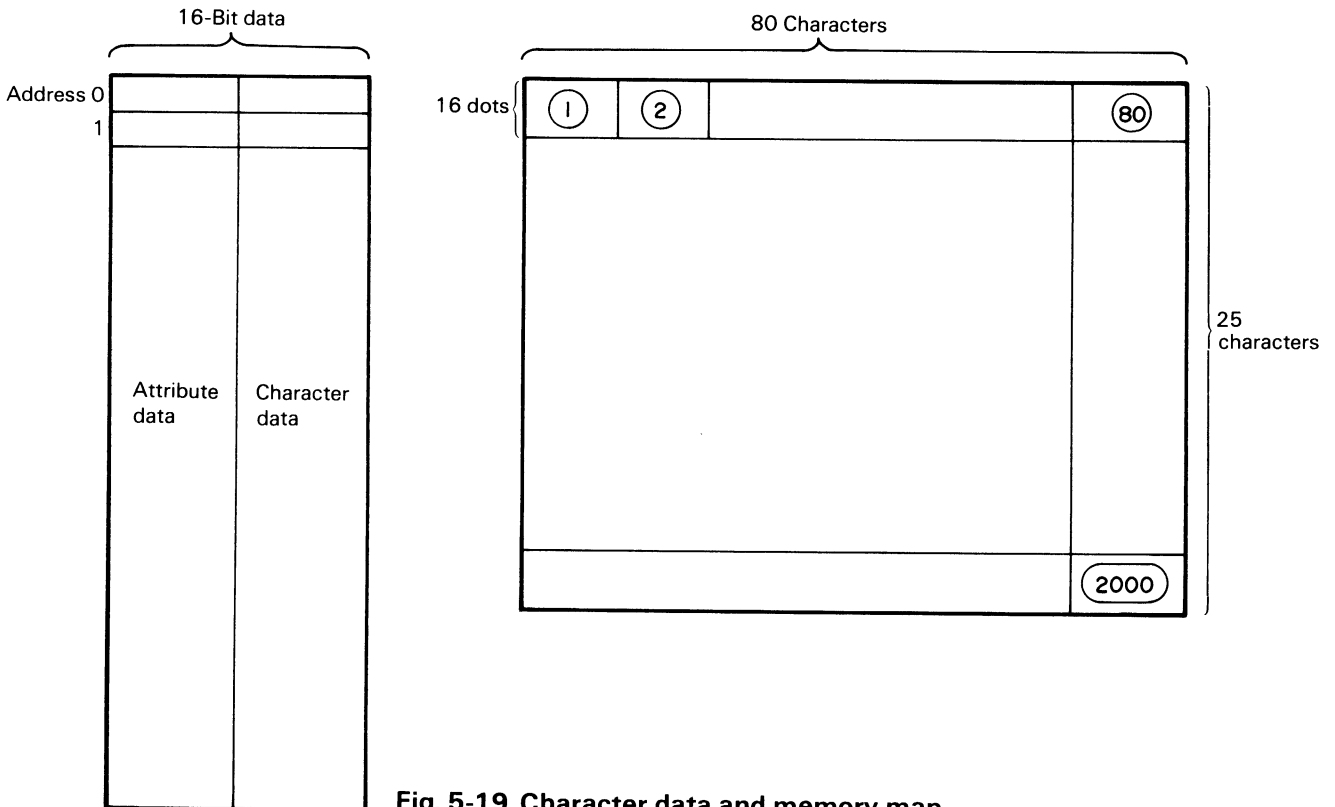 16-Bit data
Address 0
1
Attribute
data
Character
data
80 Characters
16 dots
1
2
80
25
characters
2000
Fig. 5-19 Character data and memory map